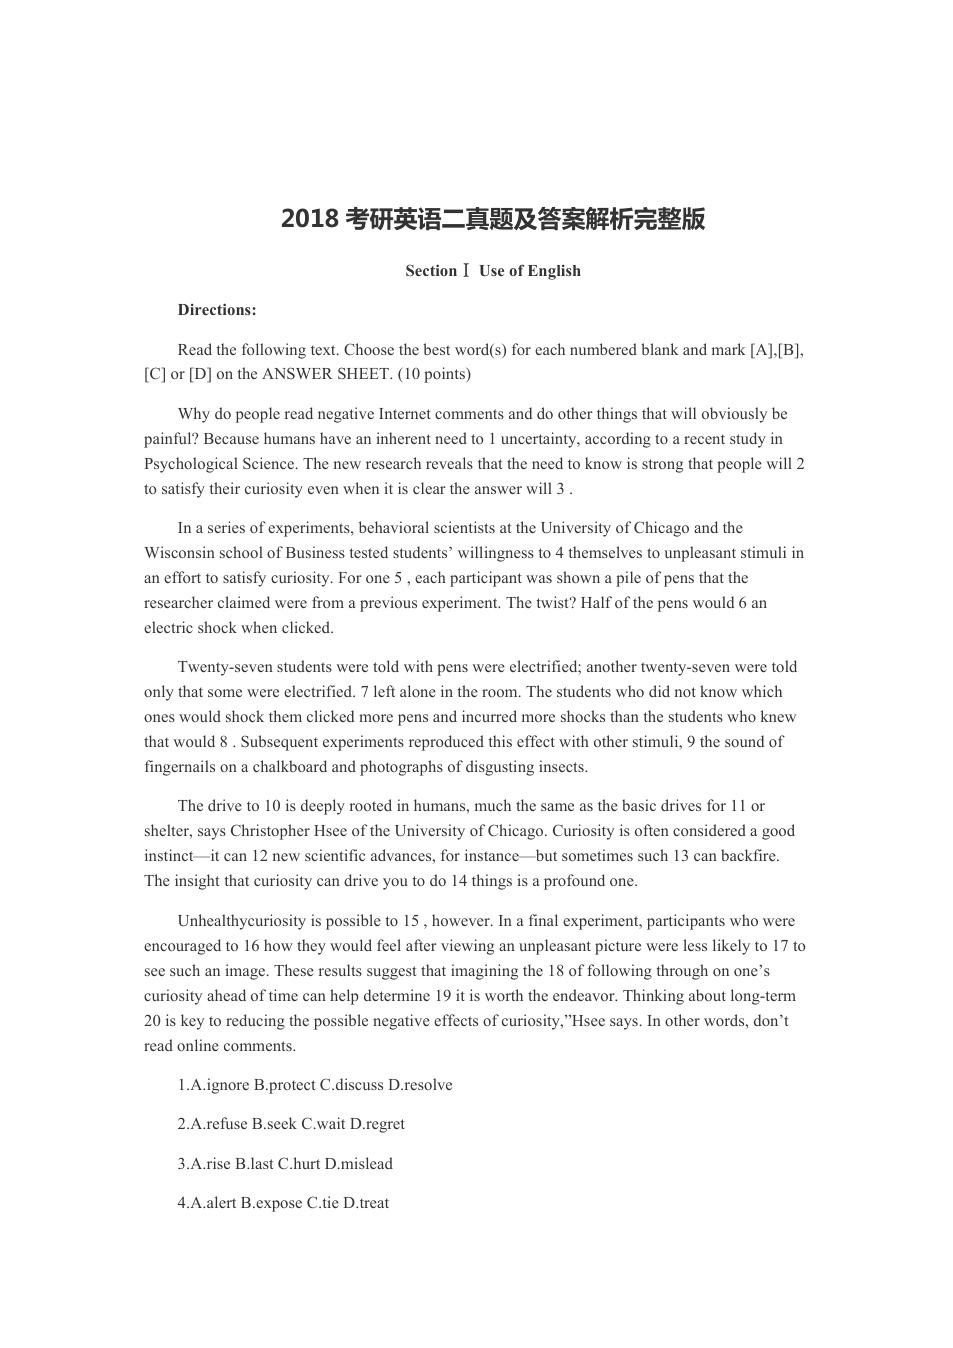 2018 考研英语二真题及答案解析完整版
SectionⅠ Use of English
Directions:
Read the following text. Choose the best word(s) for each numbered blank and mark [A],[B],
[C] or [D] on the ANSWER SHEET. (10 points)
Why do people read negative Internet comments and do other things that will obviously be
painful? Because humans have an inherent need to 1 uncertainty, according to a recent study in
Psychological Science. The new research reveals that the need to know is strong that people will 2
to satisfy their curiosity even when it is clear the answer will 3 .
In a series of experiments, behavioral scientists at the University of Chicago and the
Wisconsin school of Business tested students’ willingness to 4 themselves to unpleasant stimuli in
an effort to satisfy curiosity. For one 5 , each participant was shown a pile of pens that the
researcher claimed were from a previous experiment. The twist? Half of the pens would 6 an
electric shock when clicked.
Twenty-seven students were told with pens were electrified; another twenty-seven were told
only that some were electrified. 7 left alone in the room. The students who did not know which
ones would shock them clicked more pens and incurred more shocks than the students who knew
that would 8 . Subsequent experiments reproduced this effect with other stimuli, 9 the sound of
fingernails on a chalkboard and photographs of disgusting insects.
The drive to 10 is deeply rooted in humans, much the same as the basic drives for 11 or
shelter, says Christopher Hsee of the University of Chicago. Curiosity is often considered a good
instinct—it can 12 new scientific advances, for instance—but sometimes such 13 can backfire.
The insight that curiosity can drive you to do 14 things is a profound one.
Unhealthycuriosity is possible to 15 , however. In a final experiment, participants who were
encouraged to 16 how they would feel after viewing an unpleasant picture were less likely to 17 to
see such an image. These results suggest that imagining the 18 of following through on one’s
curiosity ahead of time can help determine 19 it is worth the endeavor. Thinking about long-term
20 is key to reducing the possible negative effects of curiosity,”Hsee says. In other words, don’t
read online comments.
1.A.ignore B.protect C.discuss D.resolve
2.A.refuse B.seek C.wait D.regret
3.A.rise B.last C.hurt D.mislead
4.A.alert B.expose C.tie D.treat